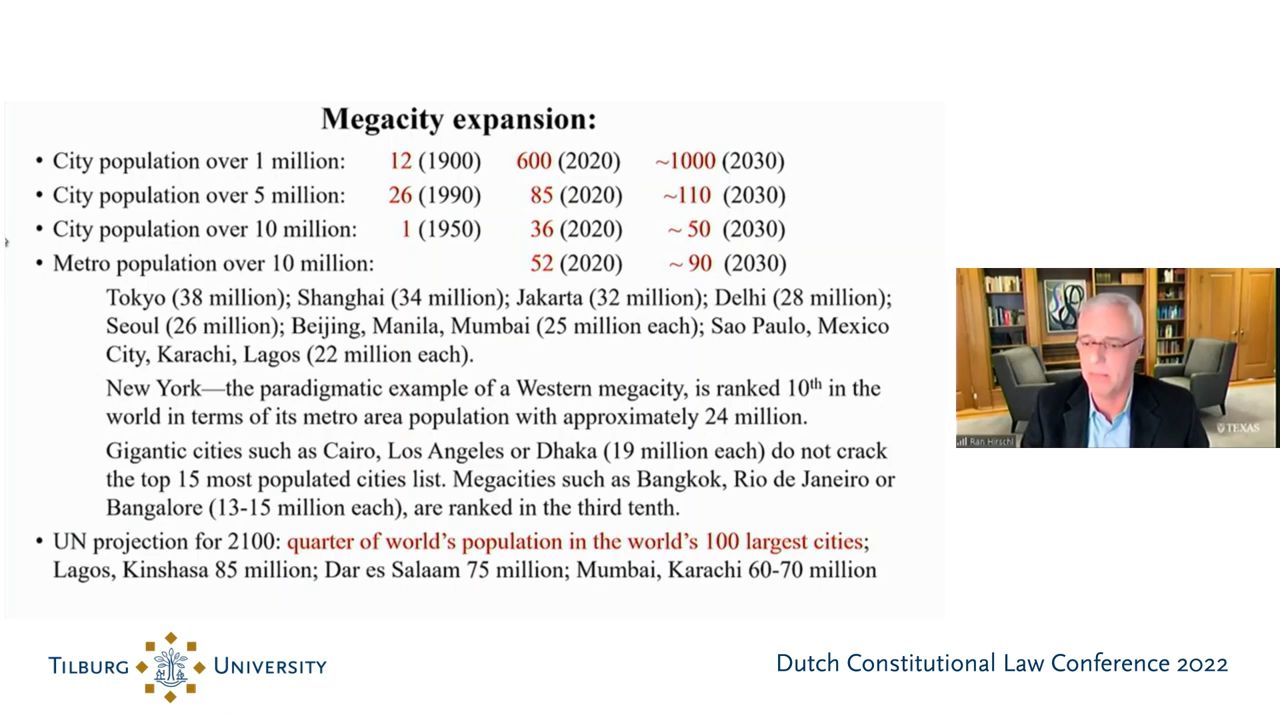 Megacity expansion:
• City population over 1 million: 12 (1900) 600 (2020) ~1000 (2030)
• City population over 5 million: 26 (1990) 85 (2020) ~110 (2030)
• City population over 10 million: 1 (1950) 36 (2020) ~ 50 (2030)
• Metro population over 10 million: 52 (2020) ~ 90 (2030)
Tokyo (38 million); Shanghai (34 million); Jakarta (32 million); Delhi (28 million);
Seoul (26 million); Beijing, Manila, Mumbai (25 million each); Sao Paulo, Mexico
City, Karachi, Lagos (22 million each).
New York—the paradigmatic example of a Western megacity, is ranked 10th in the
world in terms of its metro area population with approximately 24 million.
Gigantic cities such as Cairo, Los Angeles or Dhaka (19 million each) do not crack
the top 15 most populated cities list. Megacities such as Bangkok, Rio de Janeiro or
Bangalore (13-15 million each), are ranked in the third tenth.
• UN projection for 2100: quarter of world's population in the world's 100 largest cities;
Lagos, Kinshasa 85 million; Dar es Salaam 75 million; Mumbai, Karachi 60-70 million
Ran Hirschl
TEXAS
TILBURG UNIVERSITY
Dutch Constitutional Law Conference 2022